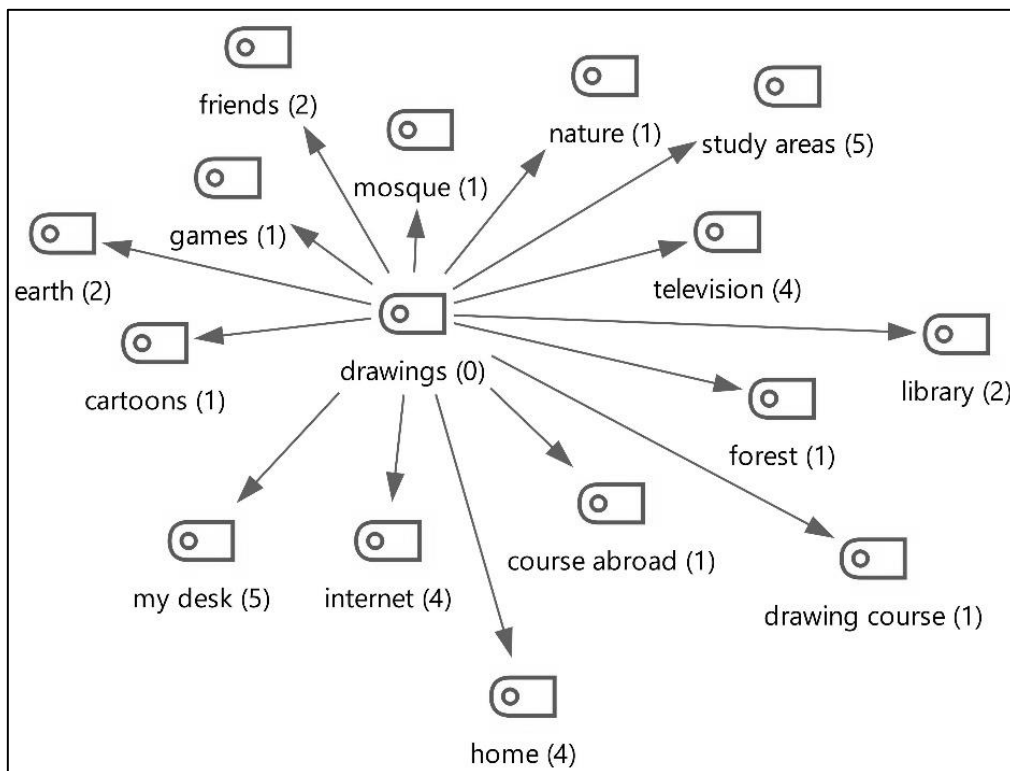 friends (2)
nature (1)
study areas (5)
mosque (1)
games (1)
earth (2)
television (4)
drawings (0)
library (2)
cartoons (1)
forest (1)
course abroad (1)
my desk (5)
internet (4)
drawing course (1)
home (4)